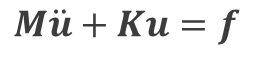 Mü + Ku = f